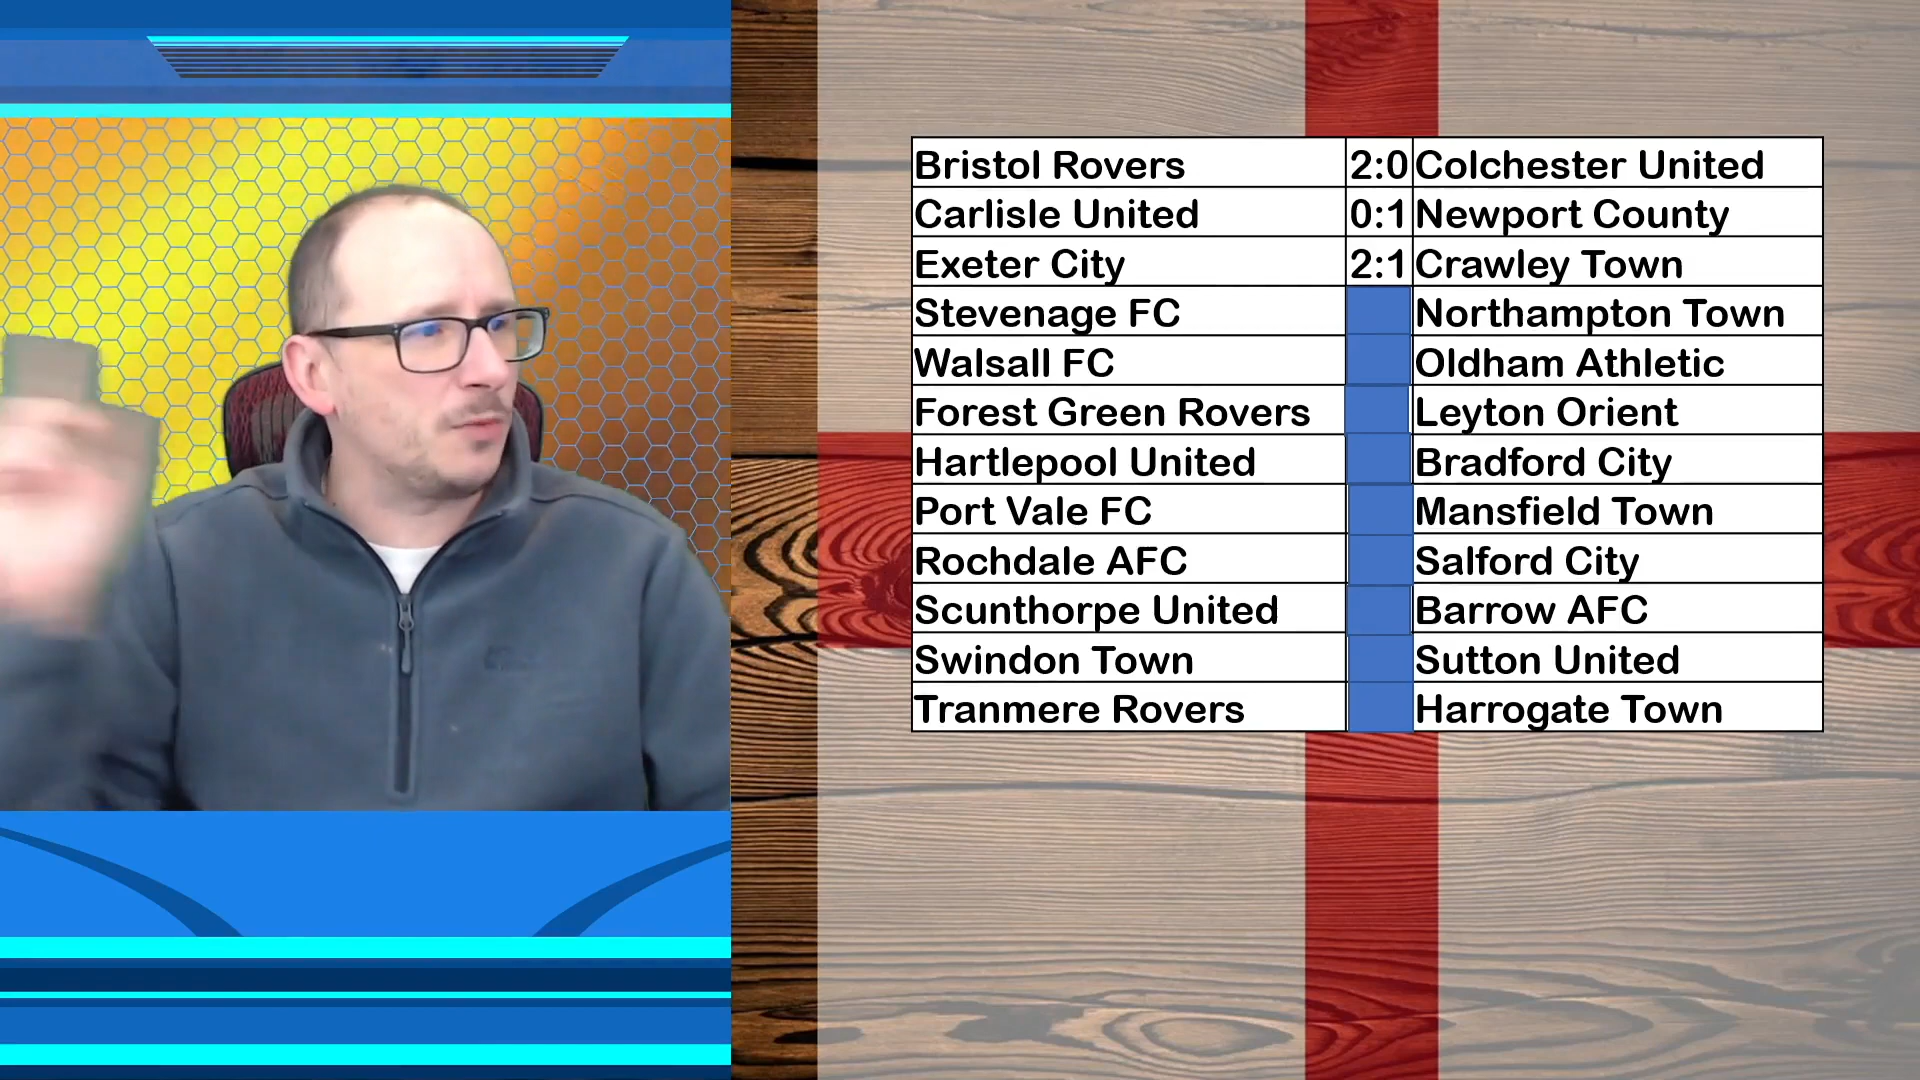 Bristol Rovers 2:0 Colchester United
Carlisle United 0:1 Newport County
Exeter City 2:1 Crawley Town
Stevenage FC Northampton Town
Walsall FC Oldham Athletic
Forest Green Rovers Leyton Orient
Hartlepool United Bradford City
Port Vale FC Mansfield Town
Rochdale AFC Salford City
Scunthorpe United Barrow AFC
Swindon Town Sutton United
Tranmere Rovers Harrogate Town